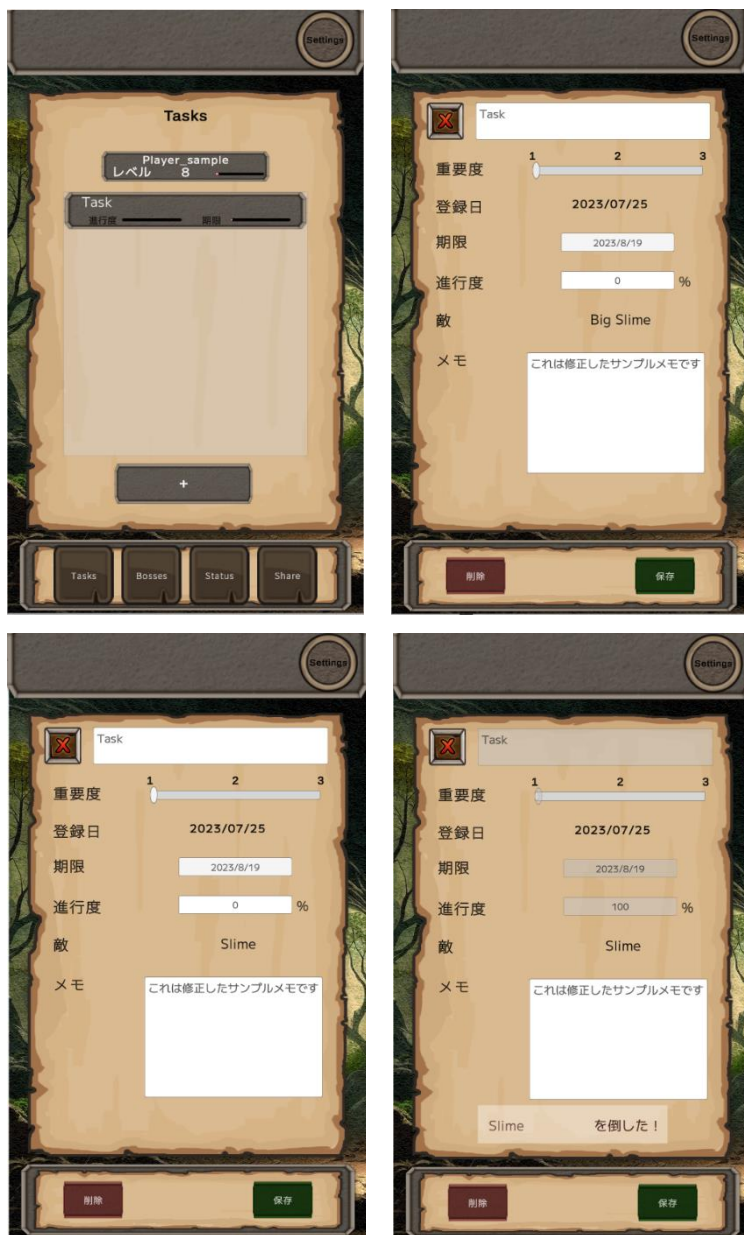 Settings
Tasks
Player_sample
レベル 8
Task
進行度 期限
+
Tasks Bosses Status Share
Settings
Task
1 2 3
重要度
登録日 2023/07/25
期限 2023/8/19
進行度 0 %
敵 Big Slime
メモ これは修正したサンプルメモです
削除 保存
Settings
Task
1 2 3
重要度
登録日 2023/07/25
期限 2023/8/19
進行度 0 %
敵 Slime
メモ これは修正したサンプルメモです
削除 保存
Settings
Task
1 2 3
重要度
登録日 2023/07/25
期限 2023/8/19
進行度 100 %
敵 Slime
メモ これは修正したサンプルメモです
Slime を倒した！
削除 保存